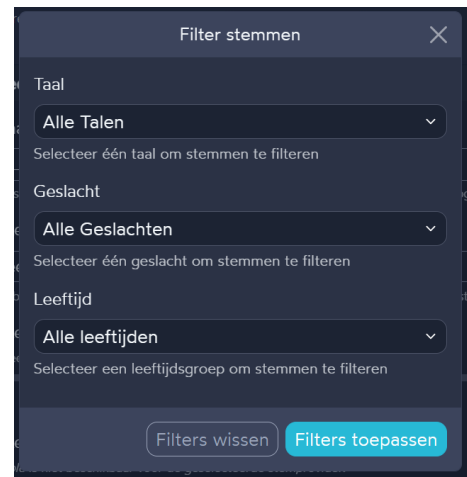 Filter stemmen
Taal
Alle Talen
Selecteer één taal om stemmen te filteren
Geslacht
Alle Geslachten
Selecteer één geslacht om stemmen te filteren
Leeftijd
Alle leeftijden
Selecteer een leeftijdsgroep om stemmen te filteren
Filters wissen
Filters toepassen